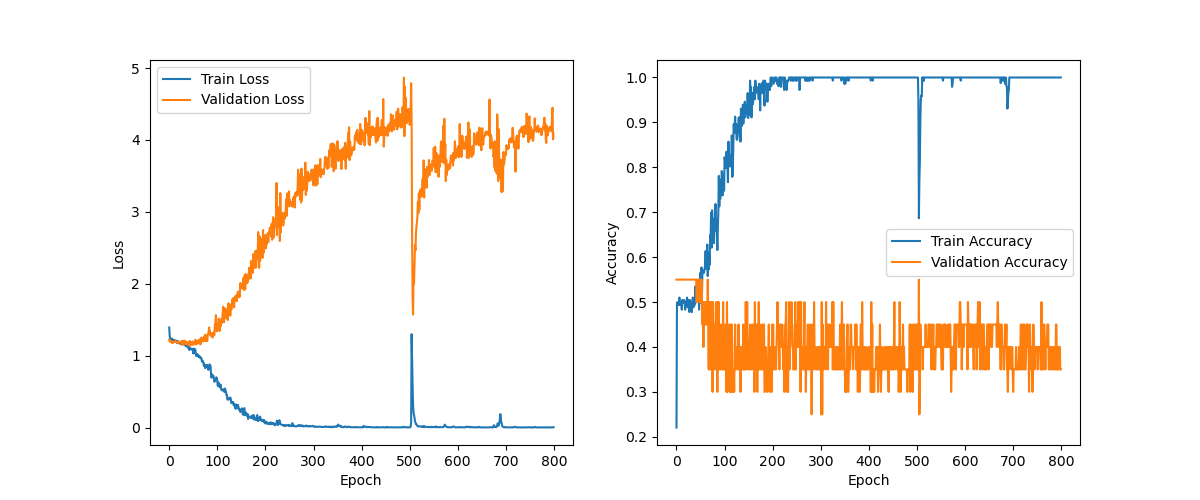 5
4
3
2
1
0
Loss
Train Loss
Validation Loss
0 100 200 300 400 500 600 700 800
Epoch
1.0
0.9
0.8
0.7
0.6
0.5
0.4
0.3
0.2
Accuracy
Train Accuracy
Validation Accuracy
0 100 200 300 400 500 600 700 800
Epoch